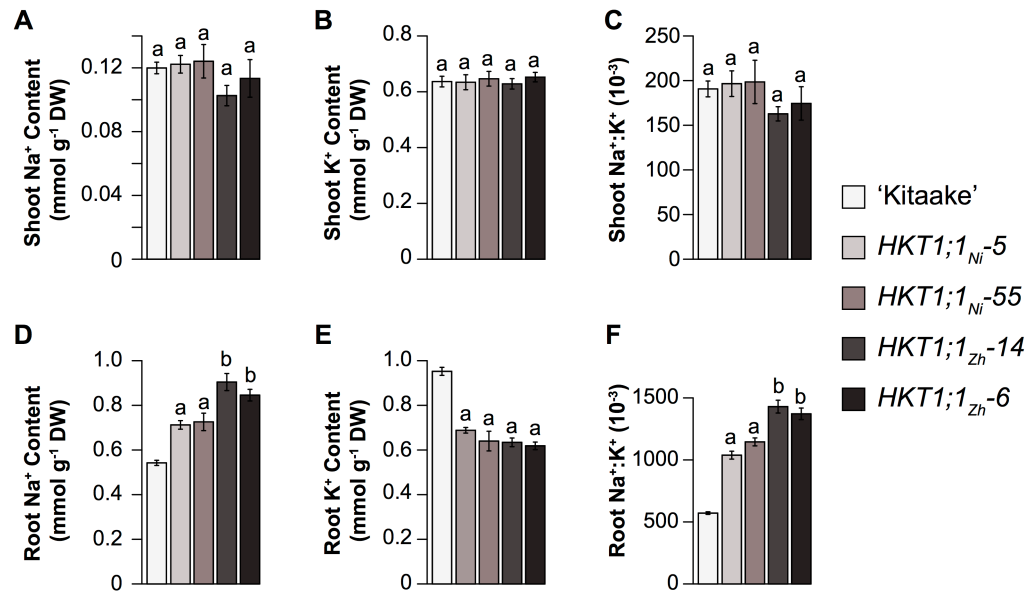 A
Shoot Na⁺ Content
(mmol g⁻¹ DW)
0.12
0.08
0.04
0
a a a a a
B
Shoot K⁺ Content
(mmol g⁻¹ DW)
0.8
0.6
0.4
0.2
0
a a a a a
C
Shoot Na⁺:K⁺ (10⁻³)
250
200
150
100
50
0
a a a a a
D
Root Na⁺ Content
(mmol g⁻¹ DW)
1.0
0.8
0.6
0.4
0.2
0
a a b b
E
Root K⁺ Content
(mmol g⁻¹ DW)
1.0
0.8
0.6
0.4
0.2
0
a a a a
F
Root Na⁺:K⁺ (10⁻³)
1500
1000
500
0
a a b b
‘Kitaake’
HKT1;1Ni-5
HKT1;1Ni-55
HKT1;1Zh-14
HKT1;1Zh-6